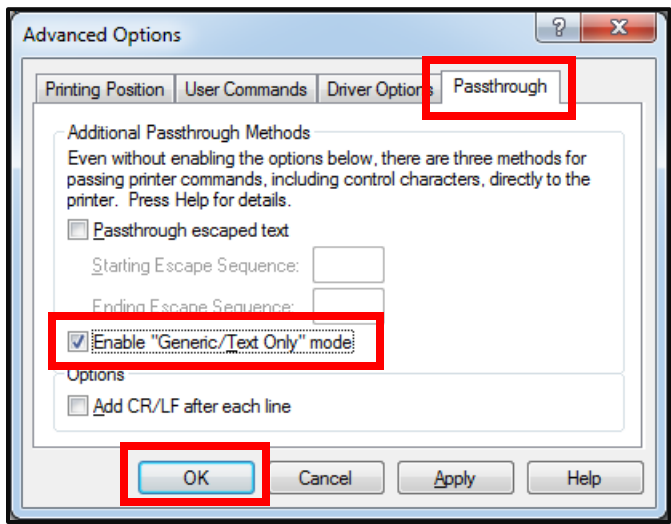 Advanced Options
Printing Position User Commands Driver Options Passthrough
Additional Passthrough Methods
Even without enabling the options below, there are three methods for
passing printer commands, including control characters, directly to the
printer. Press Help for details.
Passthrough escaped text
Starting Escape Sequence:
Ending Escape Sequence:
Enable "Generic/Text Only" mode
Options
Add CR/LF after each line
OK Cancel Apply Help